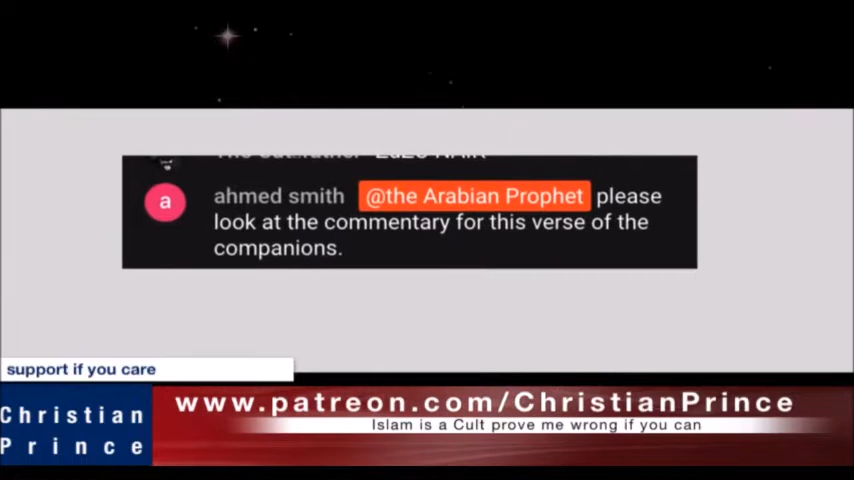 ahmed smith @the Arabian Prophet please
look at the commentary for this verse of the
companions.
support if you care
Christian
Prince
www.patreon.com/ChristianPrince
Islam is a Cult prove me wrong if you can